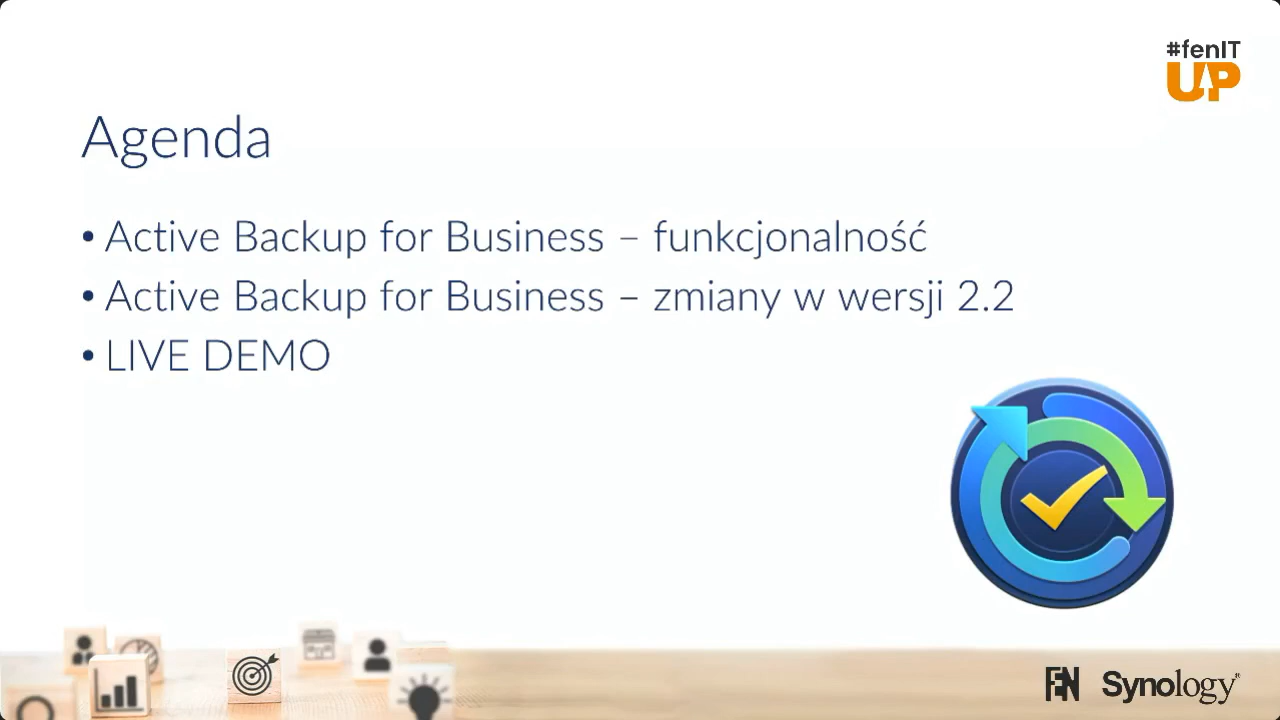 #fenIT
UP
Agenda
• Active Backup for Business – funkcjonalność
• Active Backup for Business – zmiany w wersji 2.2
• LIVE DEMO
FEN Synology®